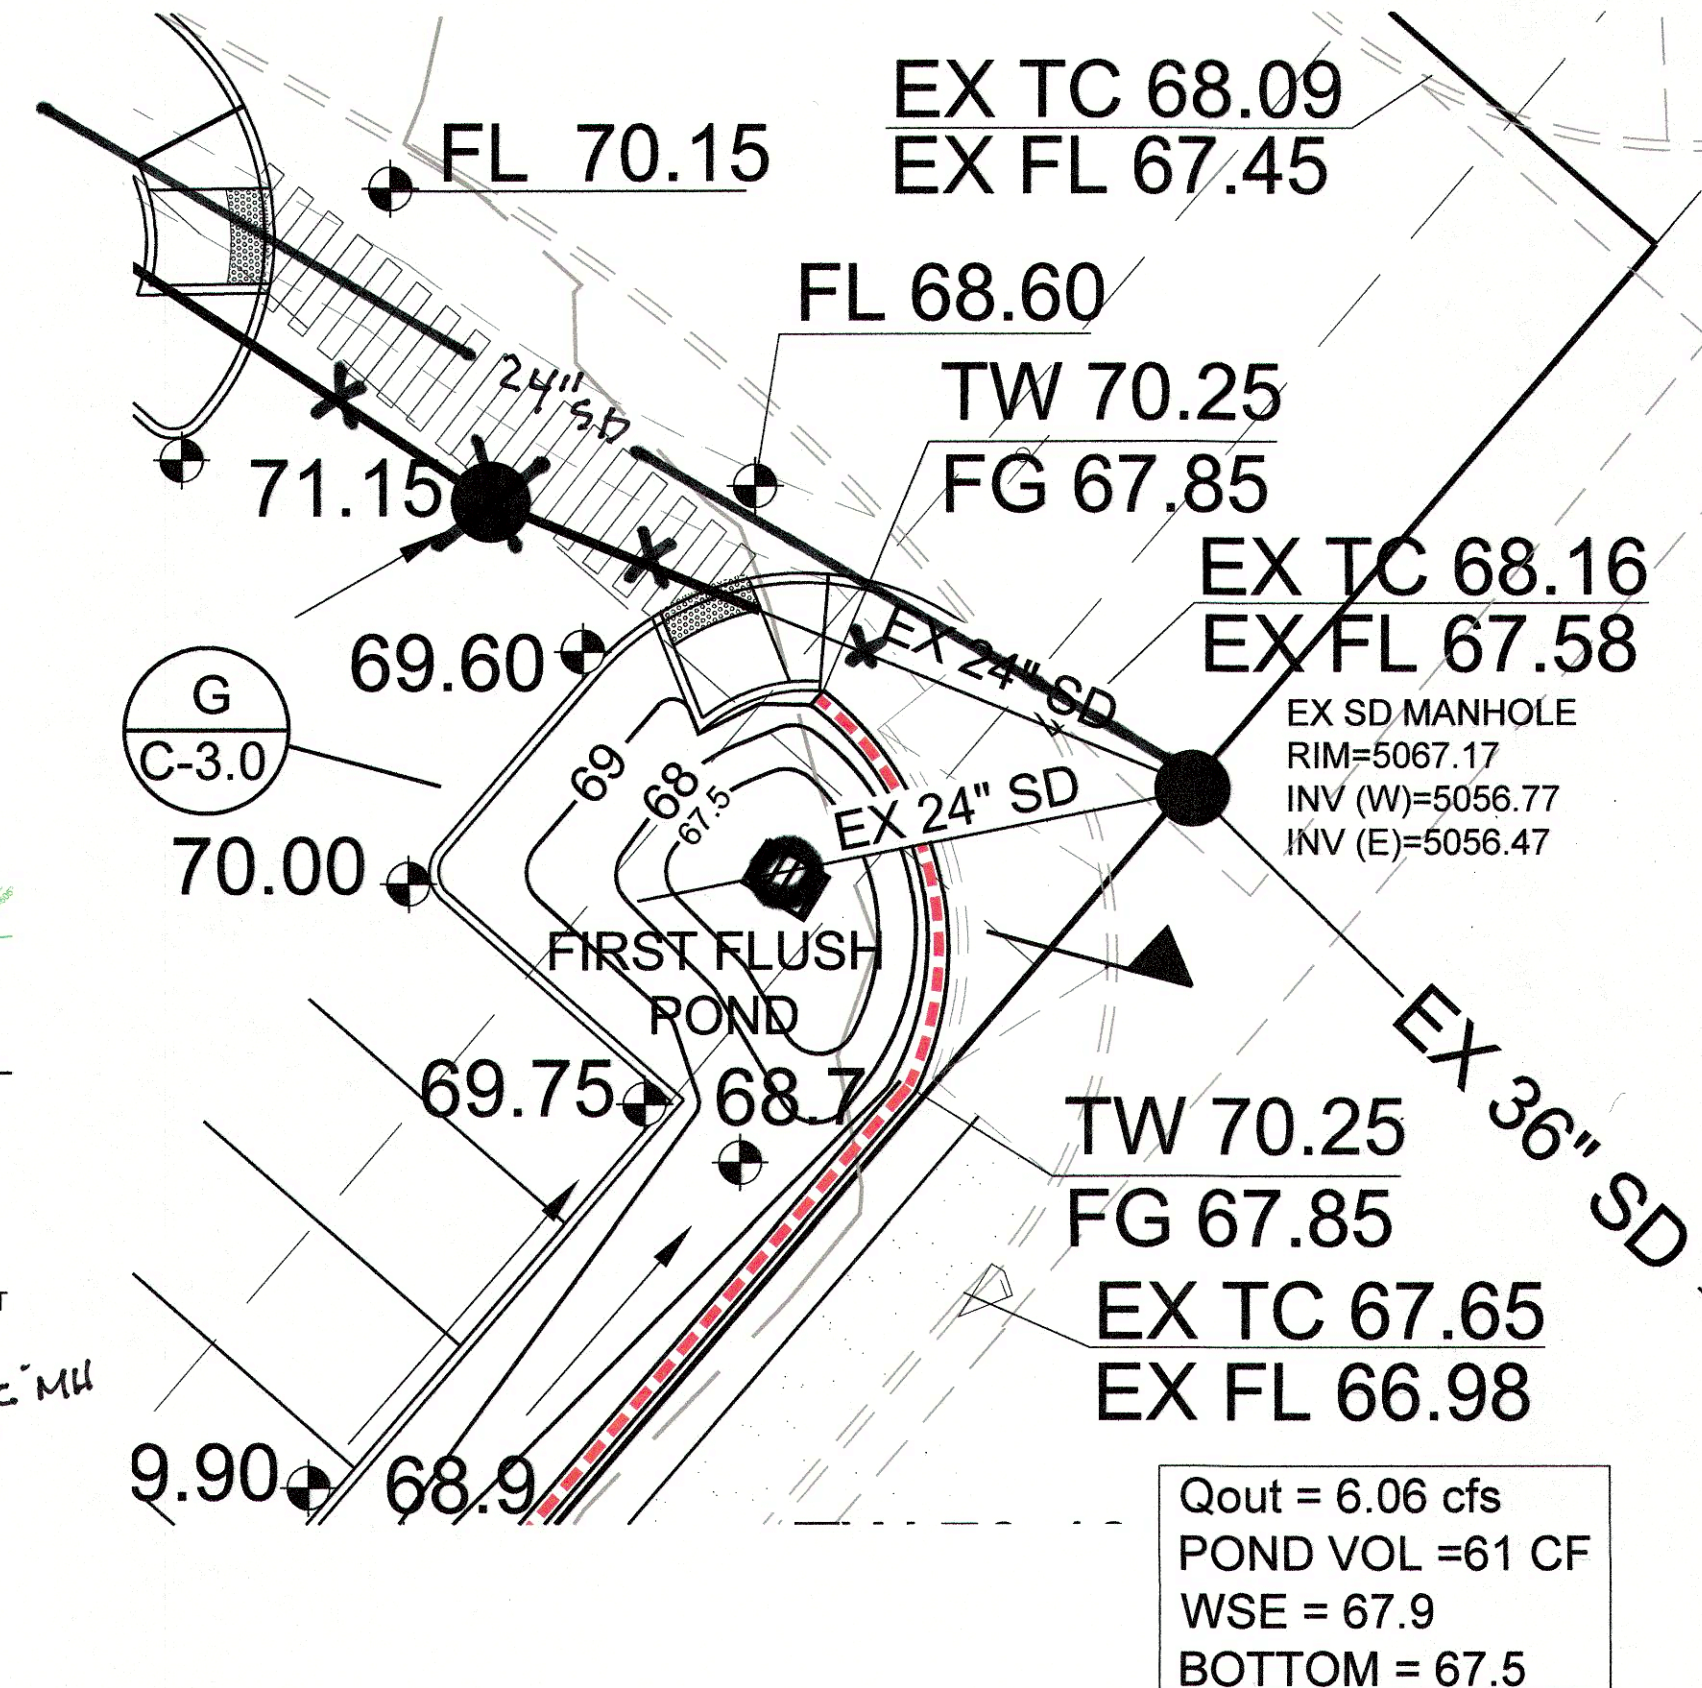 EX TC 68.09
EX FL 67.45
FL 70.15
FL 68.60
TW 70.25
FG 67.85
24" SD
71.15
EX TC 68.16
EX FL 67.58
EX 24" SD
69.60
G
C-3.0
EX SD MANHOLE
RIM=5067.17
INV (W)=5056.77
INV (E)=5056.47
69
68
67.5
EX 24" SD
70.00
FIRST FLUSH
POND
EX 36" SD
69.75
68.7
TW 70.25
FG 67.85
EX TC 67.65
EX FL 66.98
MH
9.90
68.9
Qout = 6.06 cfs
POND VOL =61 CF
WSE = 67.9
BOTTOM = 67.5